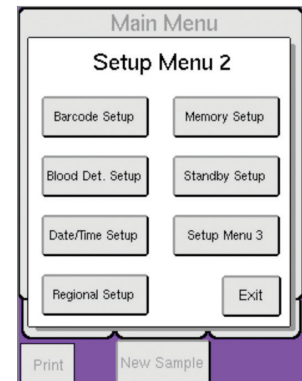 Main Menu
Setup Menu 2
Barcode Setup
Memory Setup
Blood Det. Setup
Standby Setup
Date/Time Setup
Setup Menu 3
Regional Setup
Exit
Print
New Sample